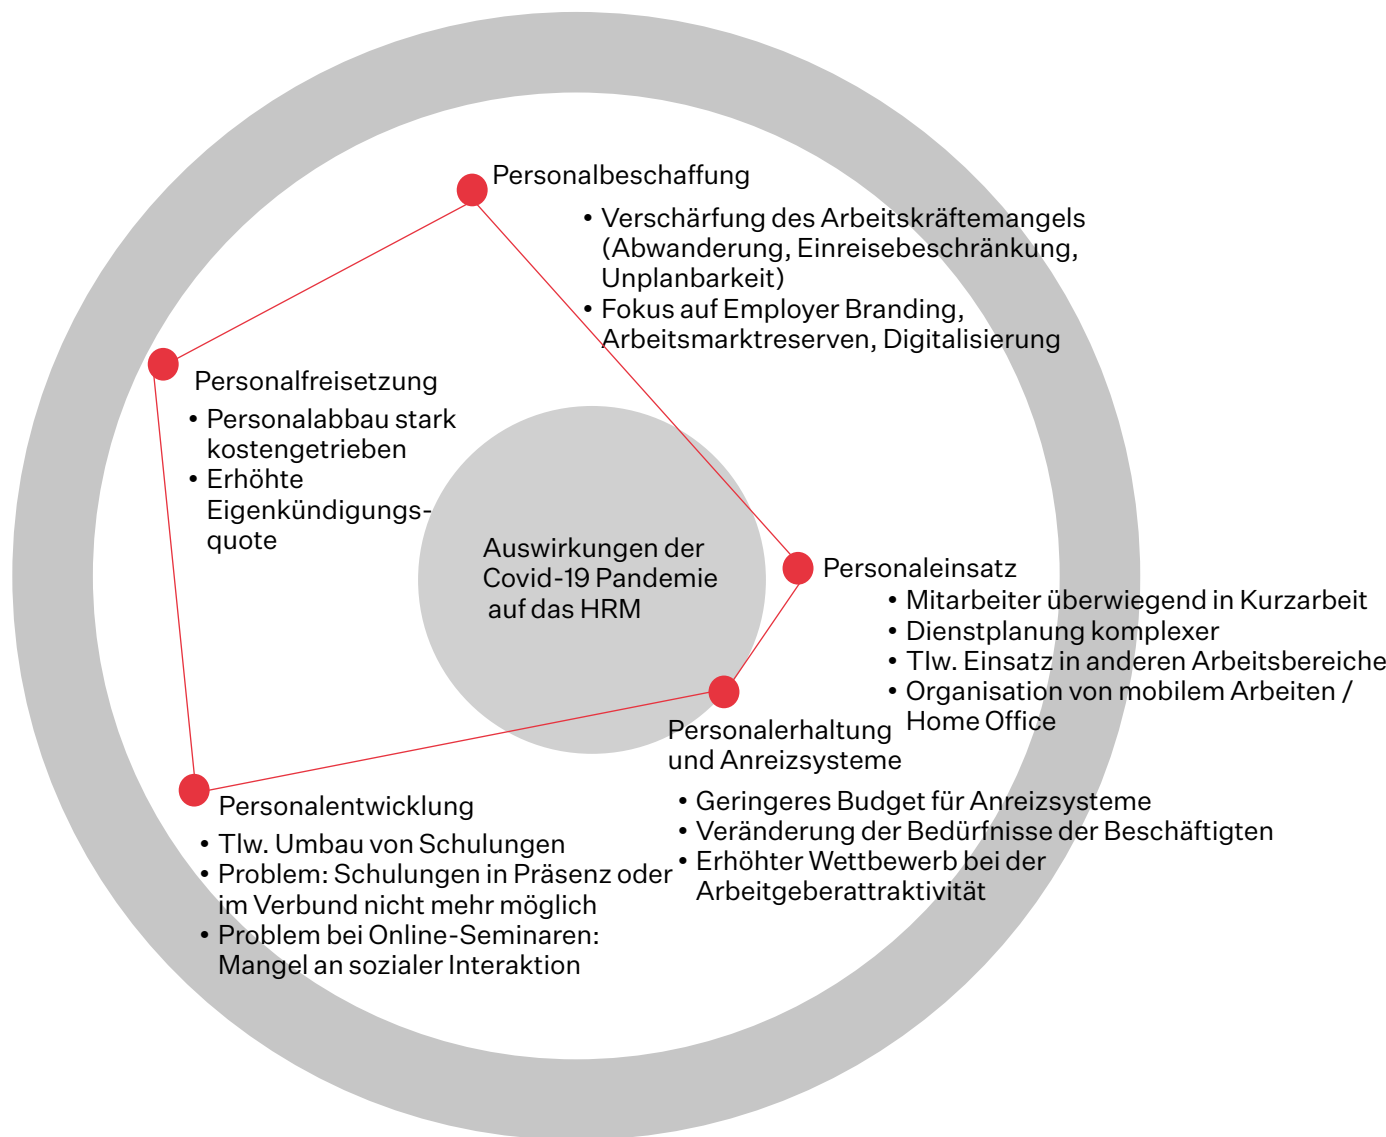 Personalbeschaffung
• Verschärfung des Arbeitskräftemangels
(Abwanderung, Einreisebeschränkung,
Unplanbarkeit)
• Fokus auf Employer Branding,
Arbeitsmarktreserven, Digitalisierung
Personalfreisetzung
• Personalabbau stark
kostengetrieben
• Erhöhte
Eigenkündigungs-
quote
Auswirkungen der
Covid-19 Pandemie
auf das HRM
Personaleinsatz
• Mitarbeiter überwiegend in Kurzarbeit
• Dienstplanung komplexer
• Tlw. Einsatz in anderen Arbeitsbereiche
• Organisation von mobilem Arbeiten /
Home Office
Personalerhaltung
und Anreizsysteme
• Geringeres Budget für Anreizsysteme
• Veränderung der Bedürfnisse der Beschäftigten
• Erhöhter Wettbewerb bei der
Arbeitgeberattraktivität
Personalentwicklung
• Tlw. Umbau von Schulungen
• Problem: Schulungen in Präsenz oder
im Verbund nicht mehr möglich
• Problem bei Online-Seminaren:
Mangel an sozialer Interaktion